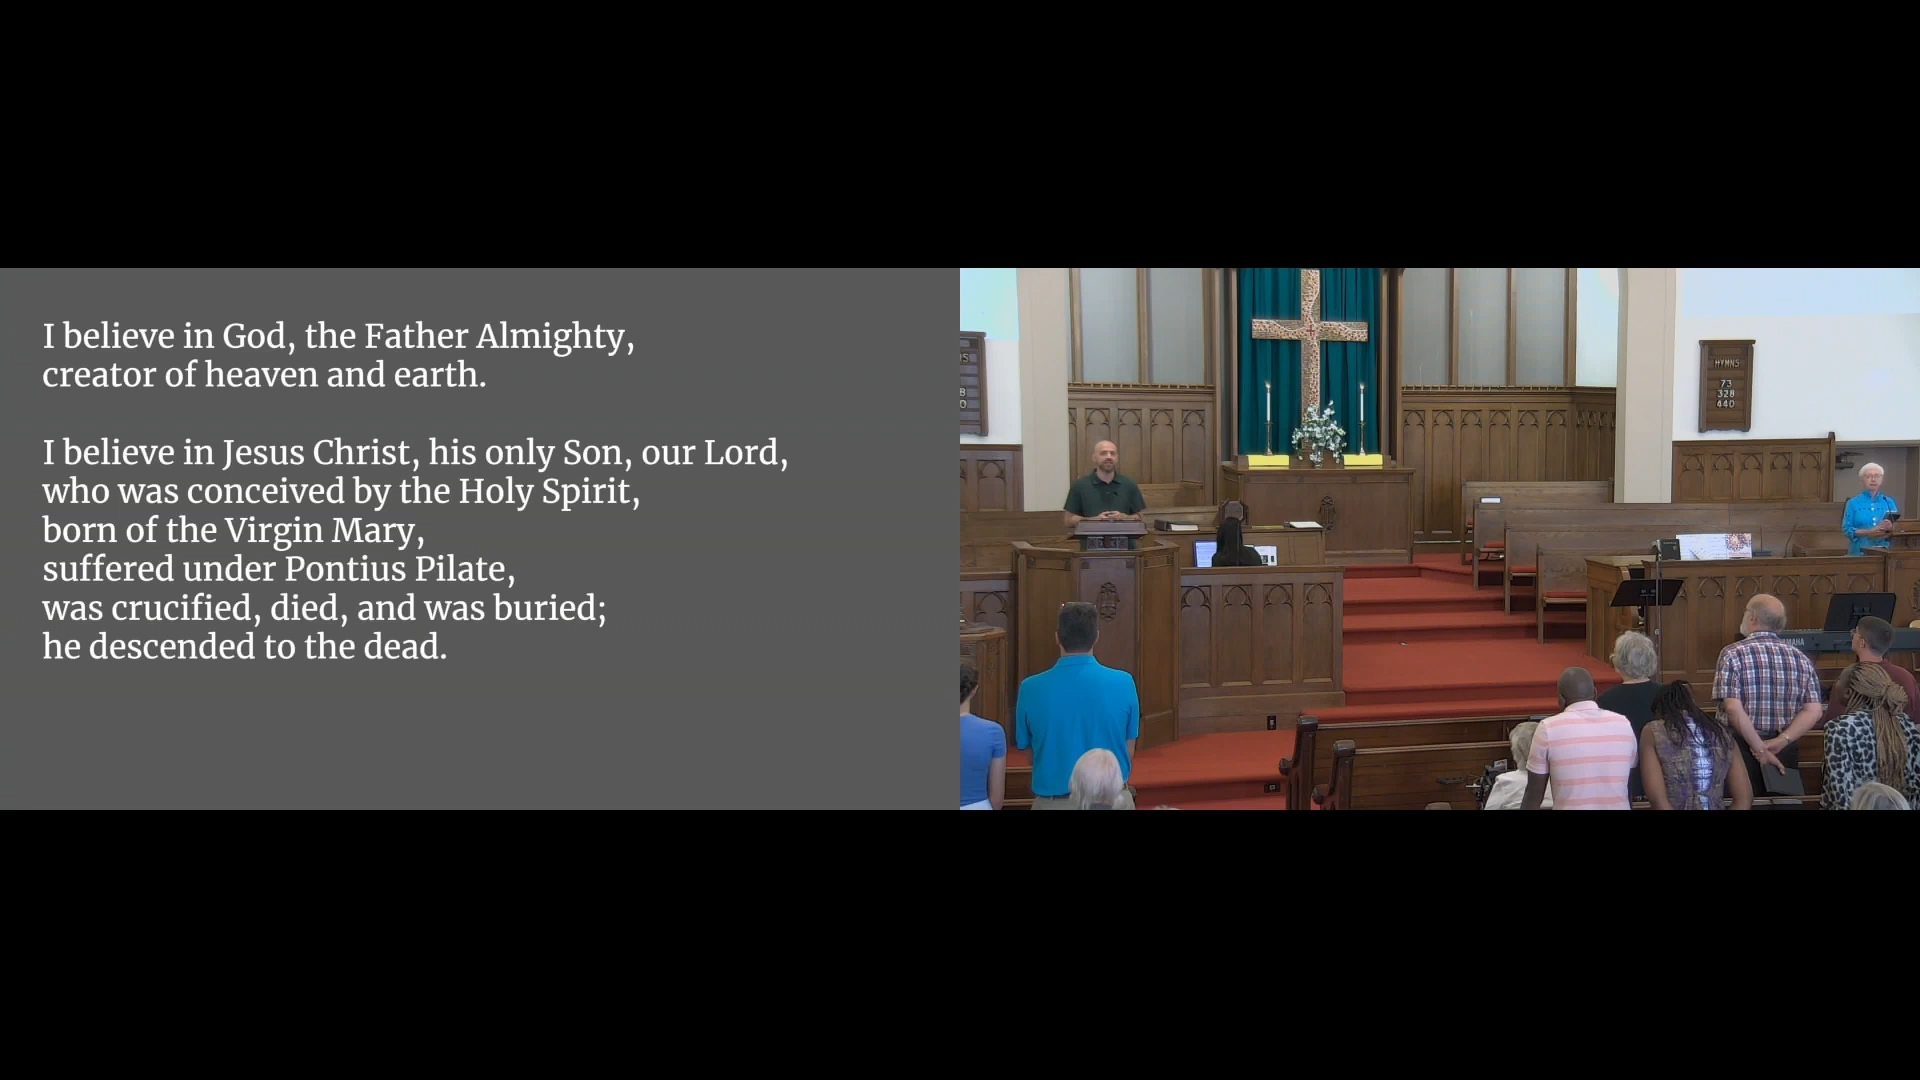 I believe in God, the Father Almighty,
creator of heaven and earth.
I believe in Jesus Christ, his only Son, our Lord,
who was conceived by the Holy Spirit,
born of the Virgin Mary,
suffered under Pontius Pilate,
was crucified, died, and was buried;
he descended to the dead.
HYMNS
73
328
440
YAMAHA